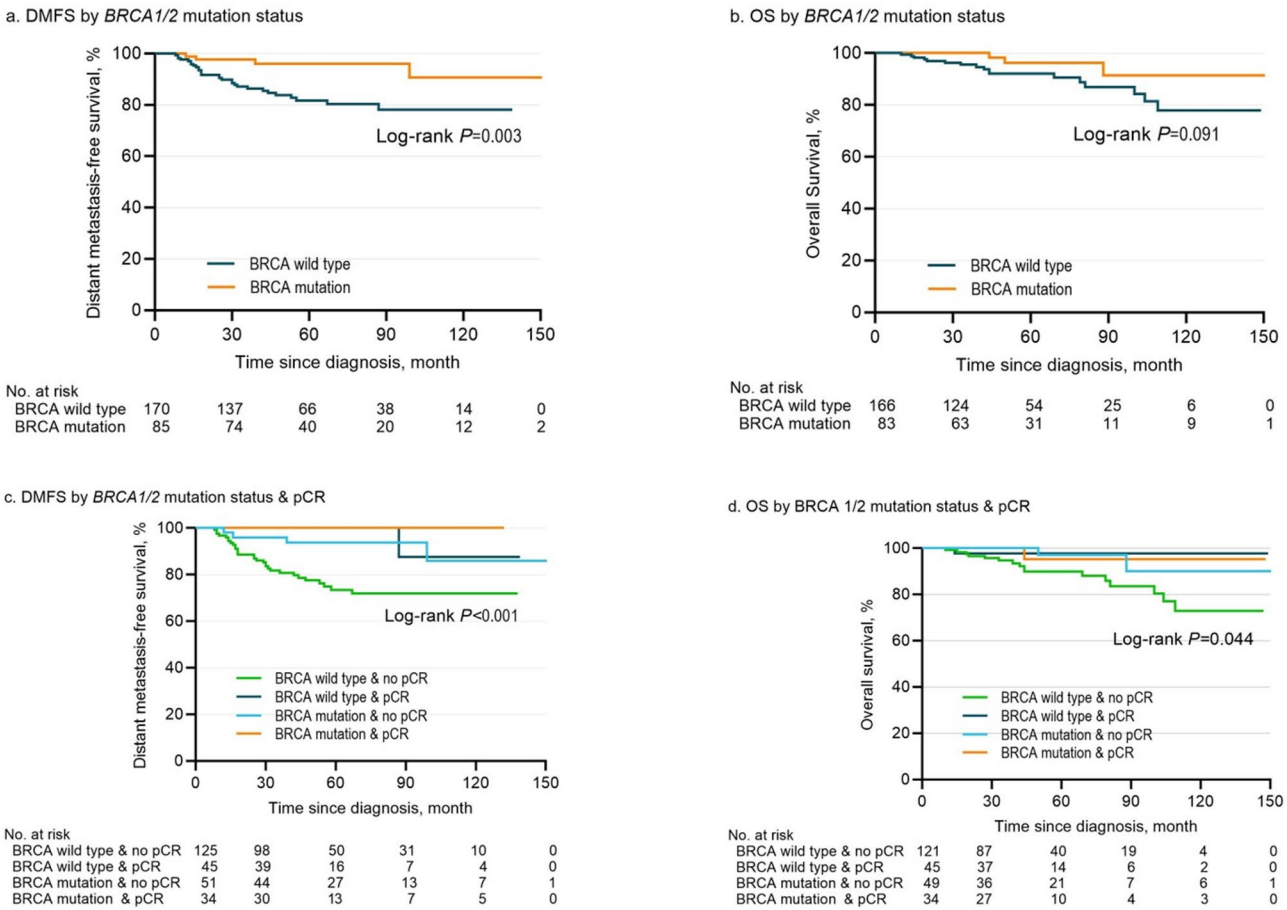 a. DMFS by BRCA1/2 mutation status
Distant metastasis-free survival, %
100
80
60
40
20
0
Log-rank P=0.003
BRCA wild type
BRCA mutation
0 30 60 90 120 150
Time since diagnosis, month
No. at risk
BRCA wild type 170 137 66 38 14 0
BRCA mutation 85 74 40 20 12 2
b. OS by BRCA1/2 mutation status
Overall Survival, %
100
80
60
40
20
0
Log-rank P=0.091
BRCA wild type
BRCA mutation
0 30 60 90 120 150
Time since diagnosis, month
No. at risk
BRCA wild type 166 124 54 25 6 0
BRCA mutation 83 63 31 11 9 1
c. DMFS by BRCA1/2 mutation status & pCR
Distant metastasis-free survival, %
100
80
60
40
20
0
Log-rank P<0.001
BRCA wild type & no pCR
BRCA wild type & pCR
BRCA mutation & no pCR
BRCA mutation & pCR
0 30 60 90 120 150
Time since diagnosis, month
No. at risk
BRCA wild type & no pCR 125 98 50 31 10 0
BRCA wild type & pCR 45 39 16 7 4 0
BRCA mutation & no pCR 51 44 27 13 7 1
BRCA mutation & pCR 34 30 13 7 5 0
d. OS by BRCA 1/2 mutation status & pCR
Overall survival, %
100
80
60
40
20
0
Log-rank P=0.044
BRCA wild type & no pCR
BRCA wild type & pCR
BRCA mutation & no pCR
BRCA mutation & pCR
0 30 60 90 120 150
Time since diagnosis, month
No. at risk
BRCA wild type & no pCR 121 87 40 19 4 0
BRCA wild type & pCR 45 37 14 6 2 0
BRCA mutation & no pCR 49 36 21 7 6 1
BRCA mutation & pCR 34 27 10 4 3 0